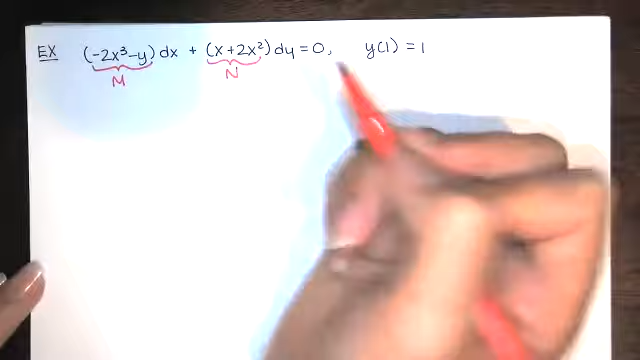 EX (-2x³-y) dx + (x+2x²) dy = 0, y(1) = 1
M N